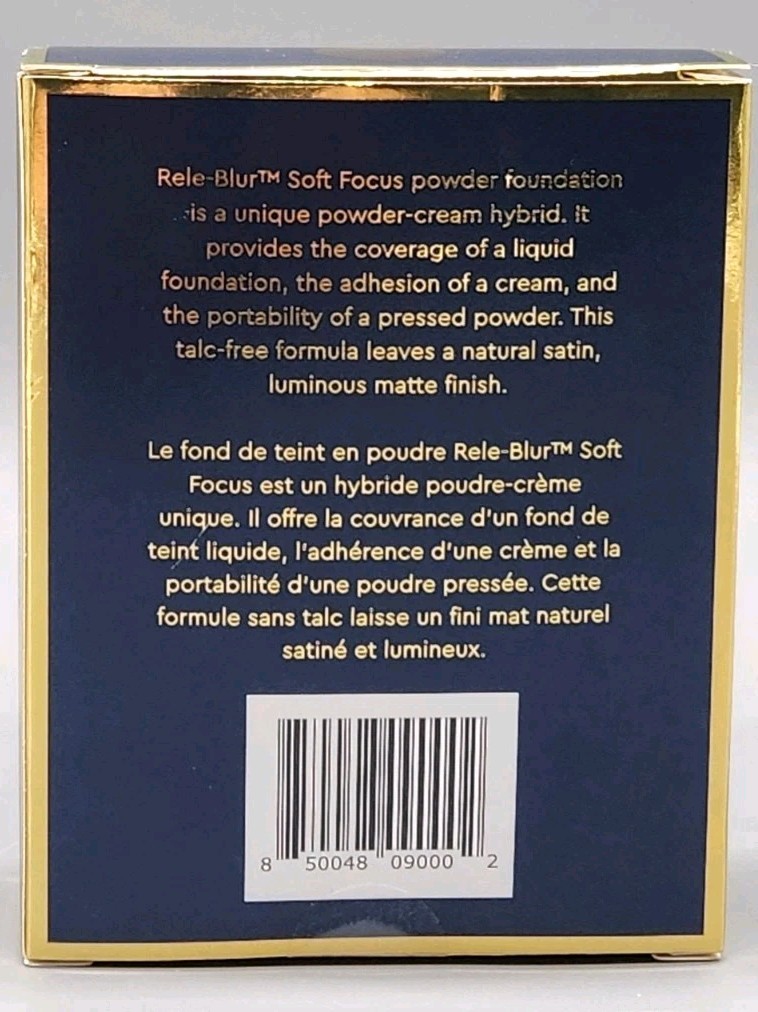 Rele-Blur™ Soft Focus powder foundation
is a unique powder-cream hybrid. It
provides the coverage of a liquid
foundation, the adhesion of a cream, and
the portability of a pressed powder. This
talc-free formula leaves a natural satin,
luminous matte finish.
Le fond de teint en poudre Rele-Blur™ Soft
Focus est un hybride poudre-crème
unique. Il offre la couvrance d'un fond de
teint liquide, l'adhérence d'une crème et la
portabilité d'une poudre pressée. Cette
formule sans talc laisse un fini mat naturel
satiné et lumineux.
8 50048 09000 2